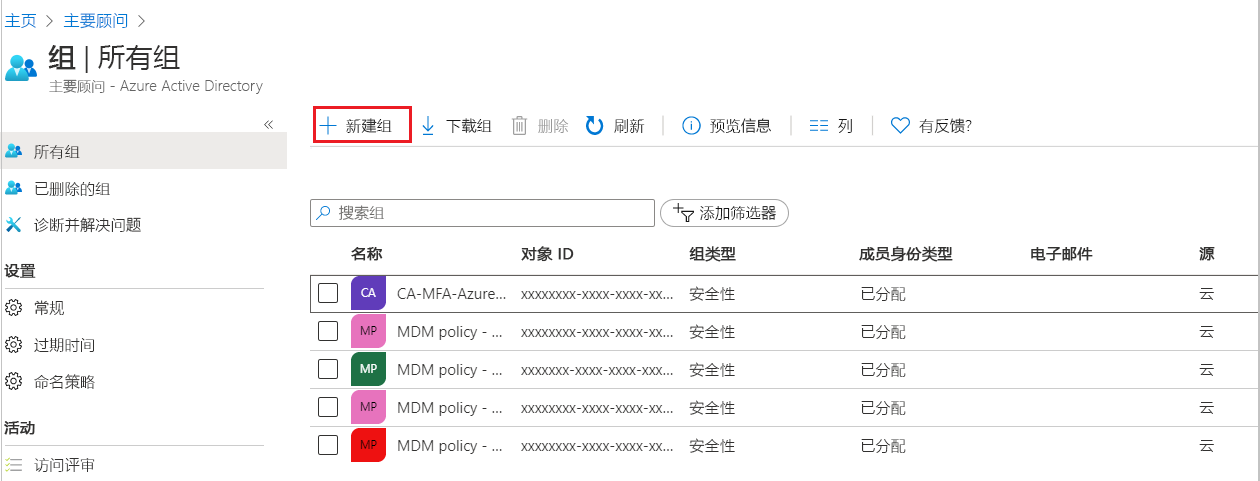 主页 > 主要顾问 >
组 | 所有组
主要顾问 - Azure Active Directory
«
新建组 下载组 删除 刷新 预览信息 列 有反馈?
所有组
已删除的组
诊断并解决问题
设置
常规
过期时间
命名策略
活动
访问评审
搜索组 添加筛选器
名称 对象 ID 组类型 成员身份类型 电子邮件 源
CA CA-MFA-Azure... xxxxxxxx-xxxx-xxxx-xx... 安全性 已分配 云
MP MDM policy - ... xxxxxxxx-xxxx-xxxx-xx... 安全性 已分配 云
MP MDM policy - ... xxxxxxx-xxxx-xxxx-xxx... 安全性 已分配 云
MP MDM policy - ... xxxxxxxx-xxxx-xxxx-xx... 安全性 已分配 云
MP MDM policy - ... xxxxxxxx-xxxx-xxxx-xx... 安全性 已分配 云